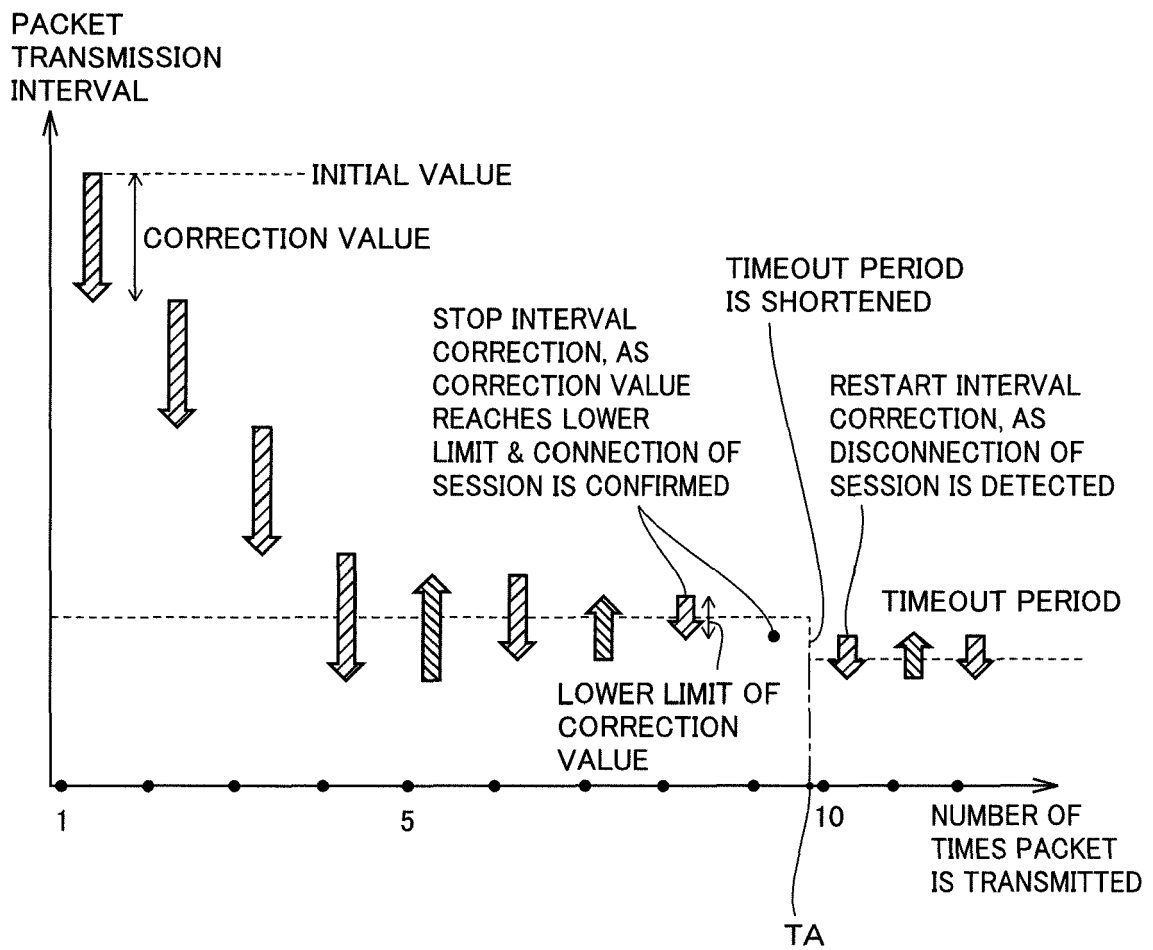 PACKET
TRANSMISSION
INTERVAL
INITIAL VALUE
CORRECTION VALUE
TIMEOUT PERIOD
IS SHORTENED
STOP INTERVAL
CORRECTION, AS
CORRECTION VALUE
REACHES LOWER
LIMIT & CONNECTION OF
SESSION IS CONFIRMED
RESTART INTERVAL
CORRECTION, AS
DISCONNECTION OF
SESSION IS DETECTED
TIMEOUT PERIOD
LOWER LIMIT OF
CORRECTION
VALUE
1
5
10
NUMBER OF
TIMES PACKET
IS TRANSMITTED
TA